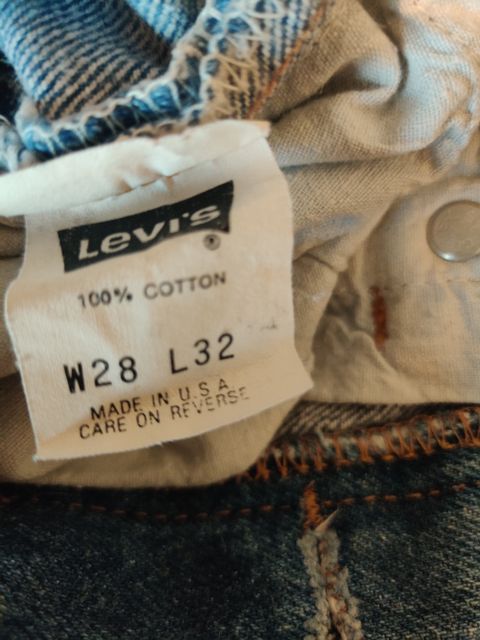 Levi's ®
100% COTTON
W28 L32
MADE IN U.S.A
CARE ON REVERSE